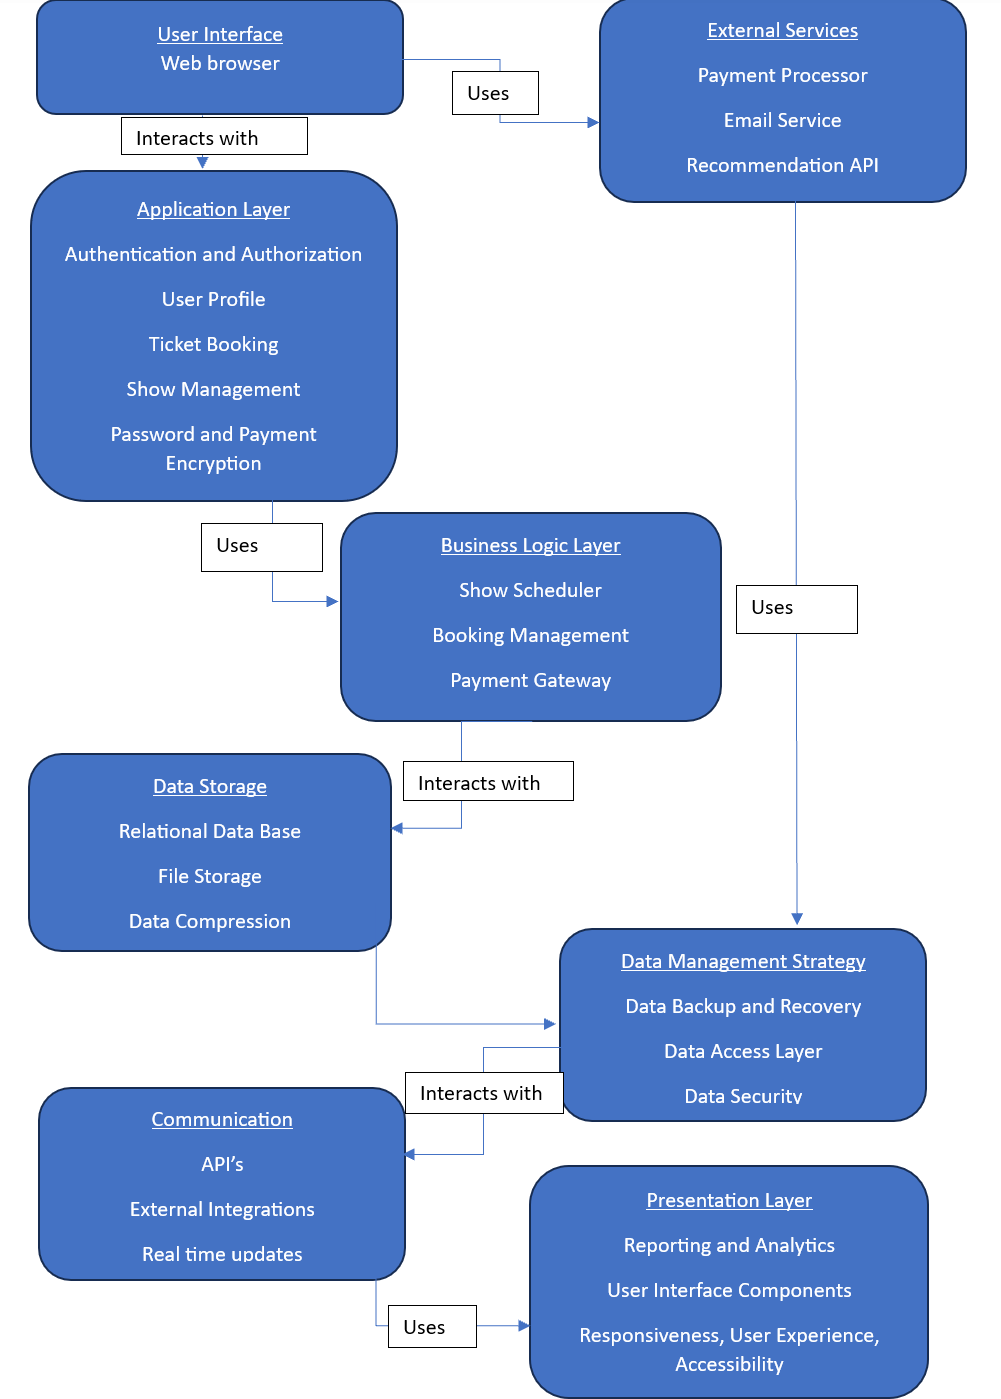 User Interface
Web browser
Uses
External Services
Payment Processor
Email Service
Recommendation API
Interacts with
Application Layer
Authentication and Authorization
User Profile
Ticket Booking
Show Management
Password and Payment
Encryption
Uses
Business Logic Layer
Show Scheduler
Booking Management
Payment Gateway
Uses
Interacts with
Data Storage
Relational Data Base
File Storage
Data Compression
Data Management Strategy
Data Backup and Recovery
Data Access Layer
Data Security
Interacts with
Communication
API’s
External Integrations
Real time updates
Uses
Presentation Layer
Reporting and Analytics
User Interface Components
Responsiveness, User Experience,
Accessibility